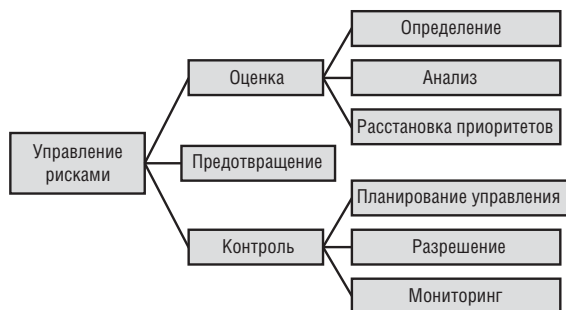 Управление
рисками
Оценка
Предотвращение
Контроль
Определение
Анализ
Расстановка приоритетов
Планирование управления
Разрешение
Мониторинг